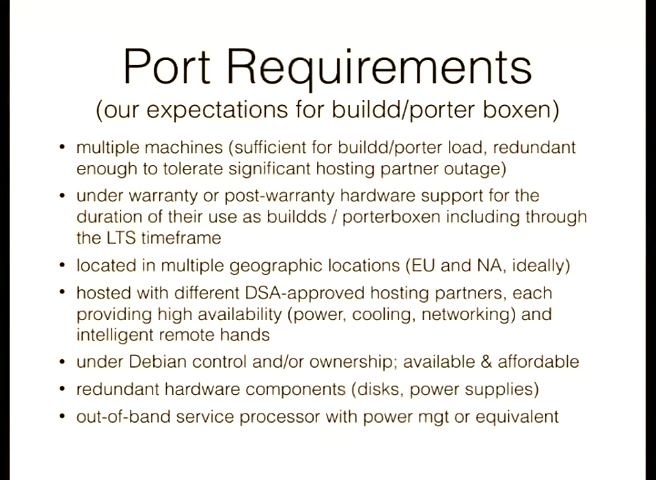 Port Requirements
(our expectations for buildd/porter boxen)
• multiple machines (sufficient for buildd/porter load, redundant
enough to tolerate significant hosting partner outage)
• under warranty or post-warranty hardware support for the
duration of their use as buildds / porterboxen including through
the LTS timeframe
• located in multiple geographic locations (EU and NA, ideally)
• hosted with different DSA-approved hosting partners, each
providing high availability (power, cooling, networking) and
intelligent remote hands
• under Debian control and/or ownership; available & affordable
• redundant hardware components (disks, power supplies)
• out-of-band service processor with power mgt or equivalent